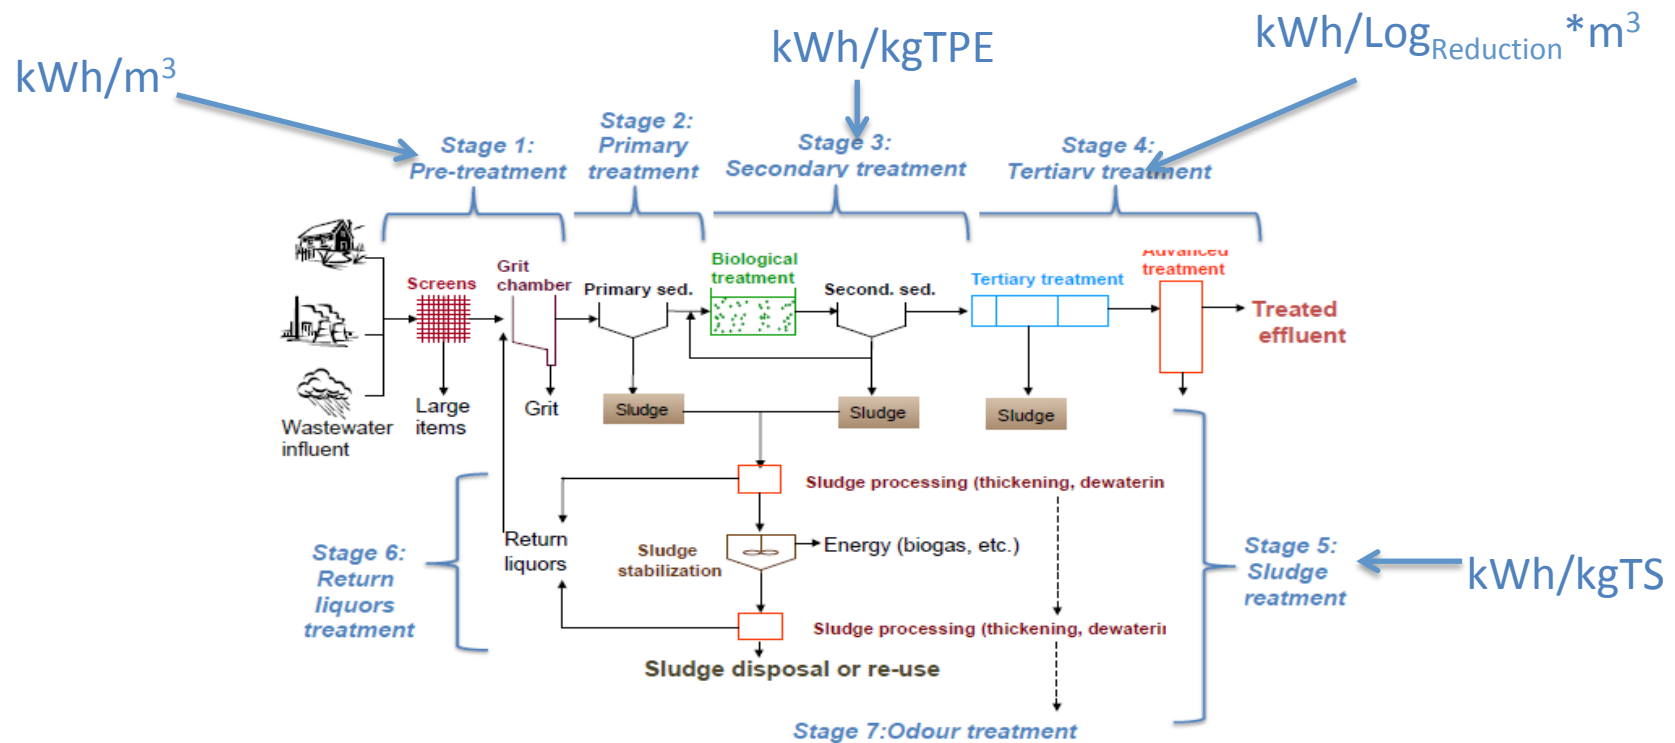 kWh/m³
kWh/kgTPE
kWh/Log_Reduction*m³
Stage 1:
Pre-treatment
Stage 2:
Primary
treatment
Stage 3:
Secondary treatment
Stage 4:
Tertiary treatment
Screens
Grit
chamber
Primary sed.
Biological
treatment
Second. sed.
Tertiary treatment
Advanced
treatment
Treated
effluent
Wastewater
influent
Large
items
Grit
Sludge
Sludge
Sludge
Sludge processing (thickening, dewaterin
Stage 6:
Return
liquors
treatment
Return
liquors
Sludge
stabilization
Energy (biogas, etc.)
Stage 5:
Sludge
reatment
kWh/kgTS
Sludge processing (thickening, dewaterin
Sludge disposal or re-use
Stage 7:Odour treatment